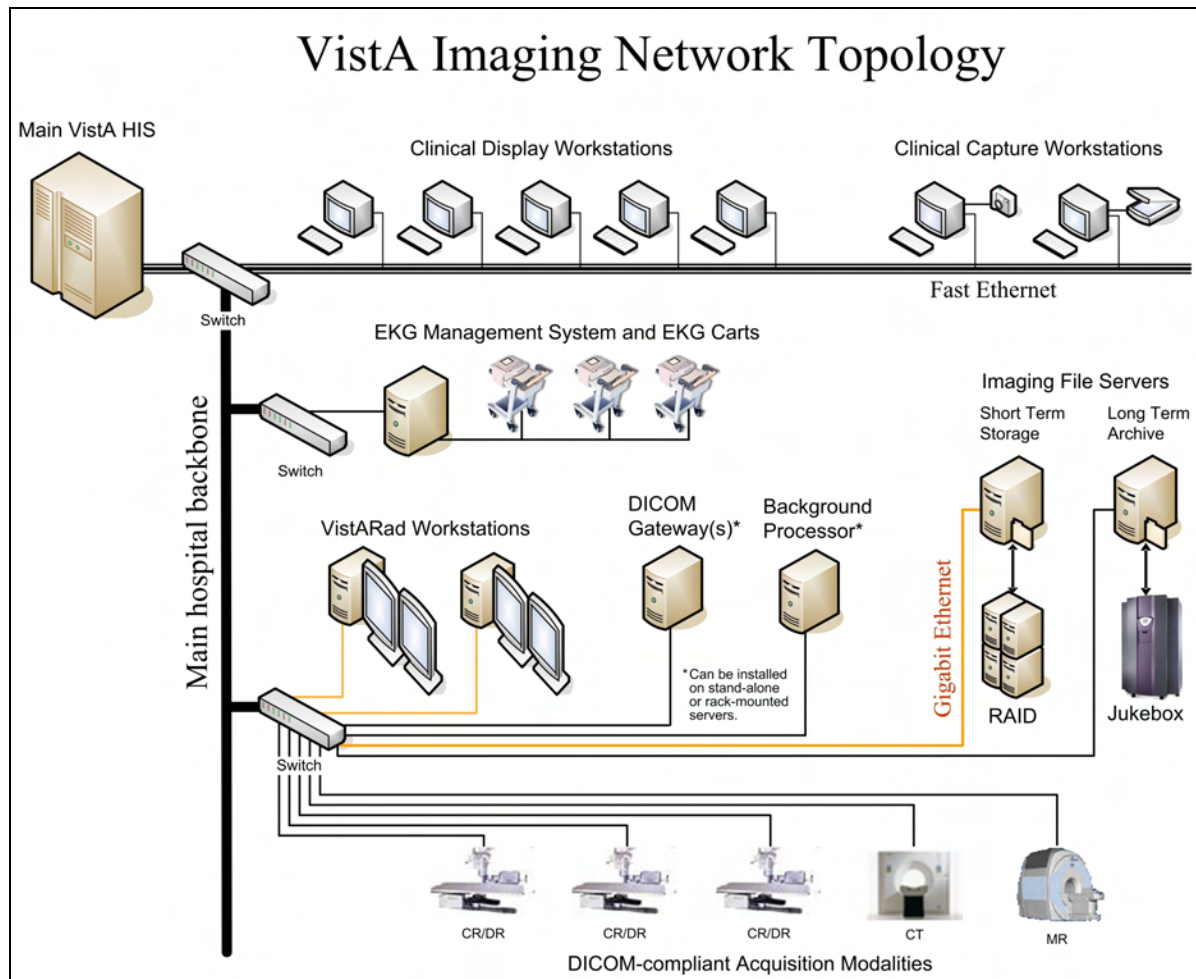 VistA Imaging Network Topology
Main VistA HIS
Clinical Display Workstations
Clinical Capture Workstations
Fast Ethernet
Switch
EKG Management System and EKG Carts
Switch
Main hospital backbone
Imaging File Servers
Short Term
Storage
Long Term
Archive
VistARad Workstations
DICOM
Gateway(s)*
Background
Processor*
*Can be installed
on stand-alone
or rack-mounted
servers.
Gigabit Ethernet
RAID
Jukebox
Switch
CR/DR
CR/DR
CR/DR
CT
MR
DICOM-compliant Acquisition Modalities